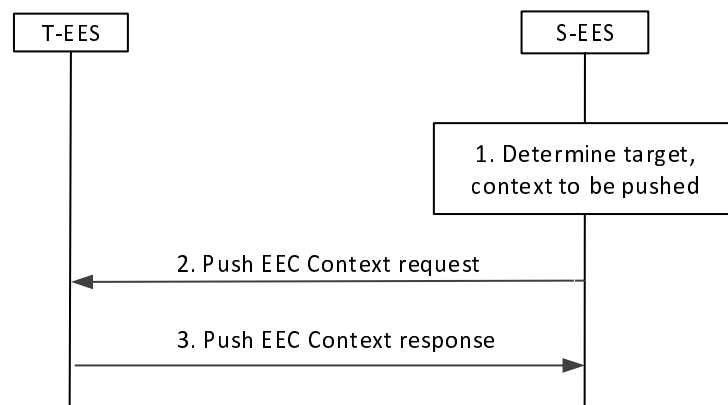 T-EES
S-EES
1. Determine target,
context to be pushed
2. Push EEC Context request
3. Push EEC Context response